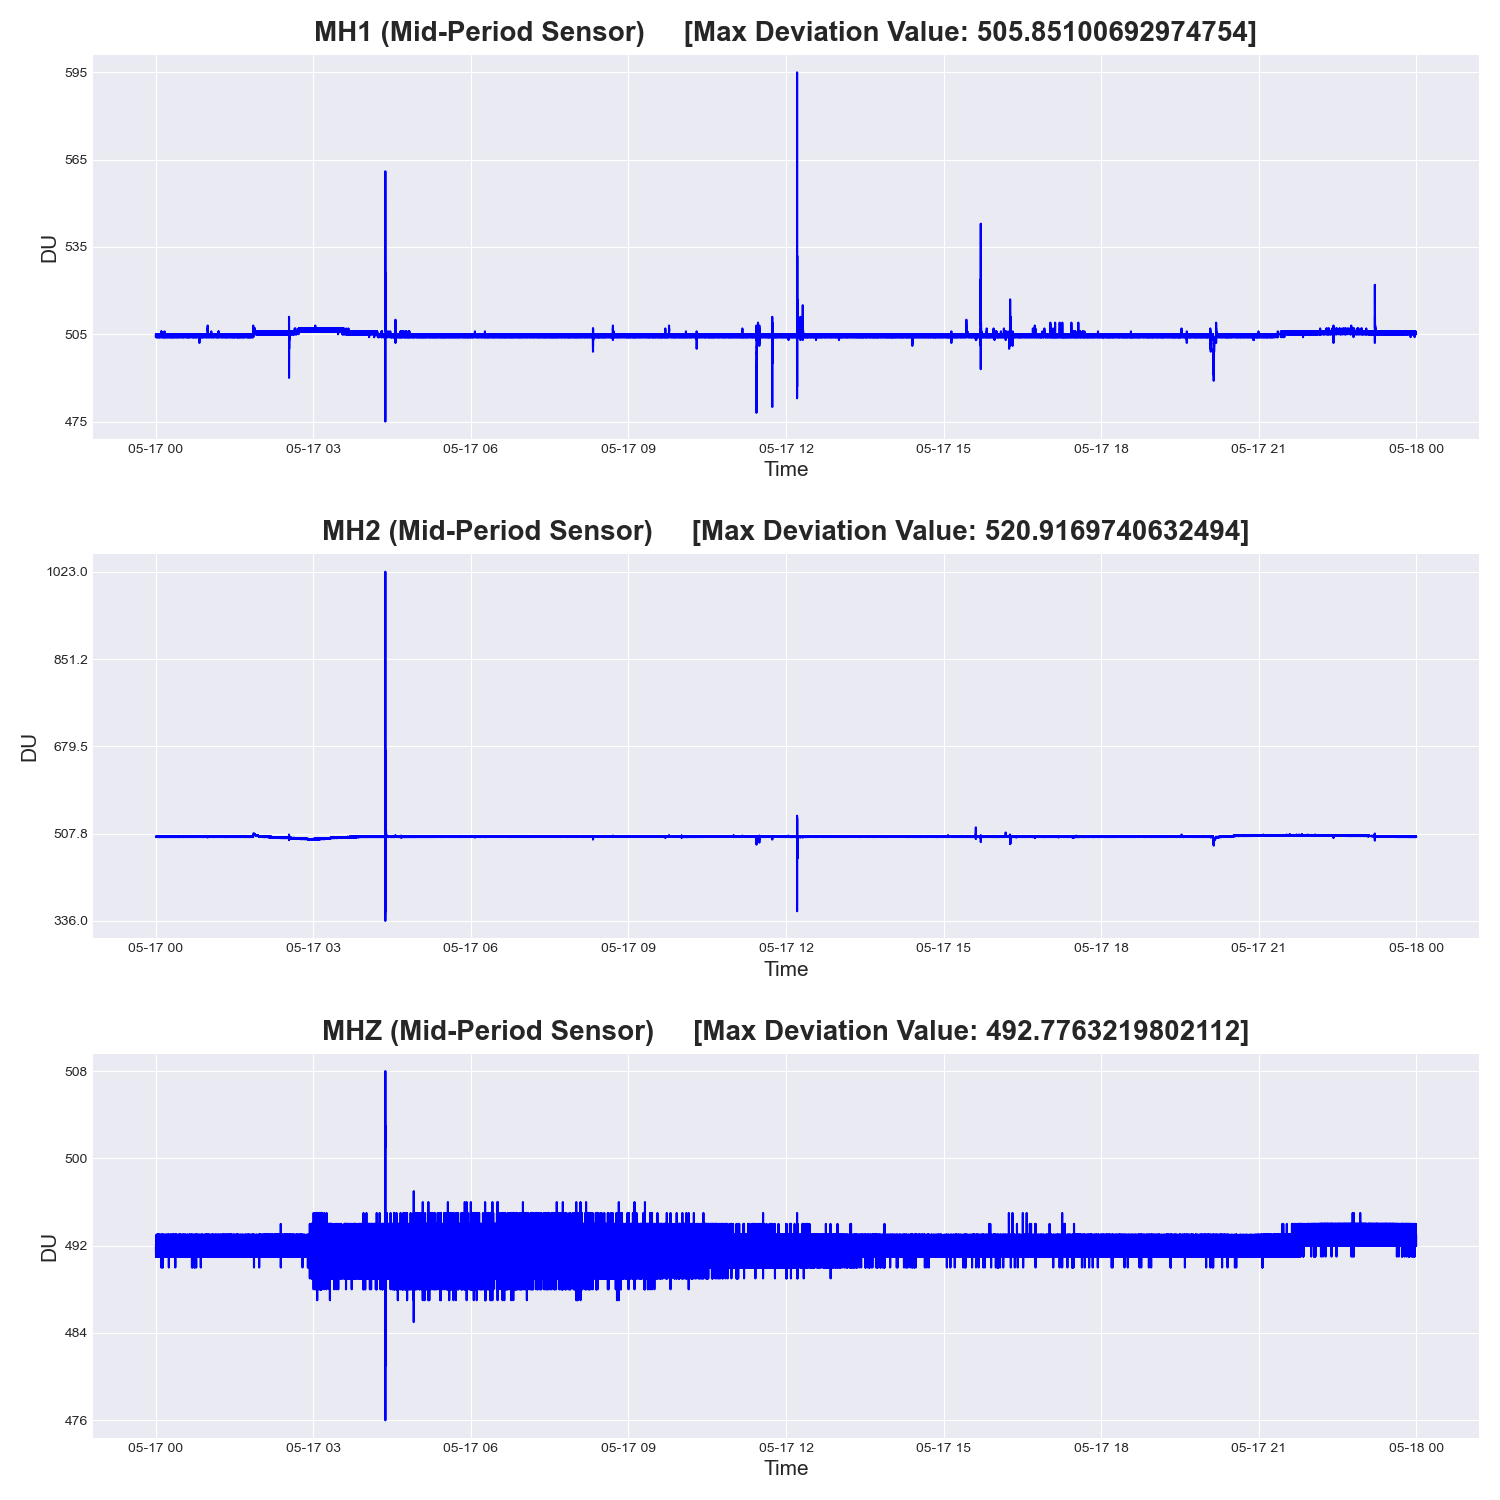 MH1 (Mid-Period Sensor) [Max Deviation Value: 505.85100692974754]
595
565
535
505
475
DU
05-17 00 05-17 03 05-17 06 05-17 09 05-17 12 05-17 15 05-17 18 05-17 21 05-18 00
Time
MH2 (Mid-Period Sensor) [Max Deviation Value: 520.9169740632494]
1023.0
851.2
679.5
507.8
336.0
DU
05-17 00 05-17 03 05-17 06 05-17 09 05-17 12 05-17 15 05-17 18 05-17 21 05-18 00
Time
MHZ (Mid-Period Sensor) [Max Deviation Value: 492.7763219802112]
508
500
492
484
476
DU
05-17 00 05-17 03 05-17 06 05-17 09 05-17 12 05-17 15 05-17 18 05-17 21 05-18 00
Time